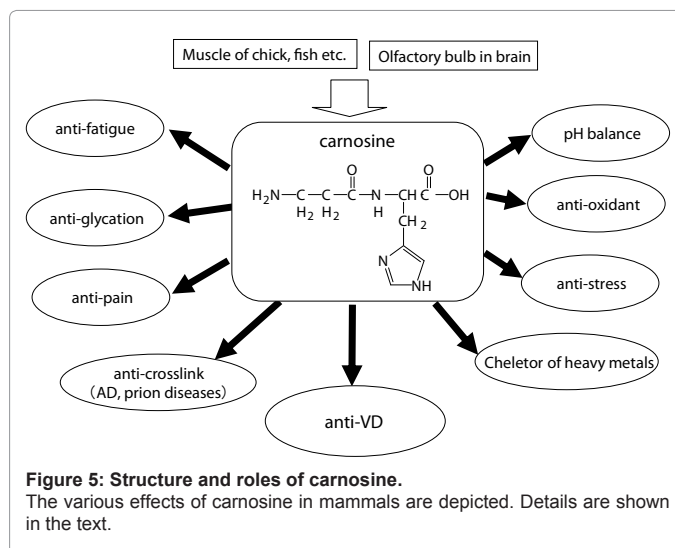 Muscle of chick, fish etc.
Olfactory bulb in brain
carnosine
anti-fatigue
pH balance
O
O
H₂N–C–C–C–N–CH–C–OH
H₂ H₂ H
CH₂
N
NH
anti-glycation
anti-oxidant
anti-pain
anti-stress
anti-crosslink
(AD, prion diseases)
Cheletor of heavy metals
anti-VD
Figure 5: Structure and roles of carnosine.
The various effects of carnosine in mammals are depicted. Details are shown
in the text.